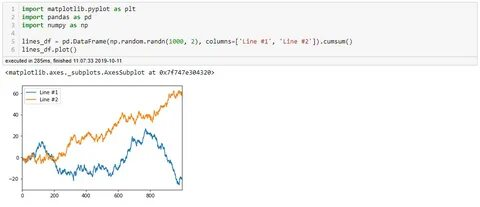 1 import matplotlib.pyplot as plt
2 import pandas as pd
3 import numpy as np
4
5 lines_df = pd.DataFrame(np.random.randn(1000, 2), columns=['Line #1', 'Line #2']).cumsum()
6 lines_df.plot()
executed in 285ms, finished 11:07:33 2019-10-11
<matplotlib.axes._subplots.AxesSubplot at 0x7f747e304320>
Line #1
Line #2
60
40
20
0
−20
0 200 400 600 800